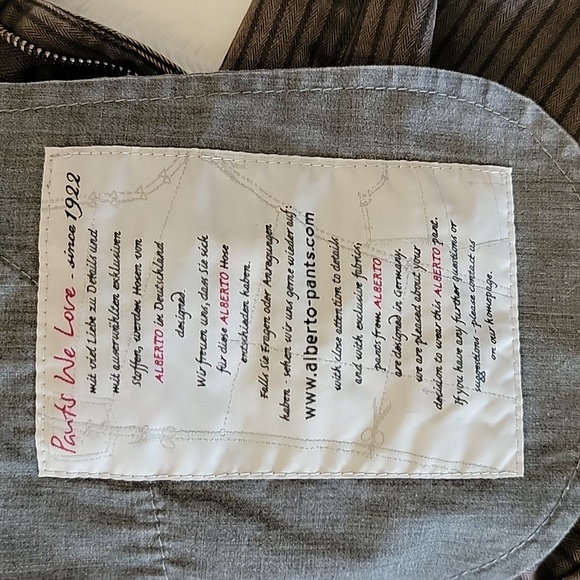 Pants We Love - since 1922
mit viel Liebe zu Details und
mit auserwählten exklusiven
Stoffen, werden Hosen von
ALBERTO in Deutschland
designed.
Wir freuen uns, dass Sie sich
für diese ALBERTO Hose
entschieden haben.
Falls Sie Fragen oder Anregungen
haben - sehen wir uns gerne wieder auf:
www.alberto-pants.com
with close attention to details
and with exclusive fabrics,
pants from ALBERTO
are designed in Germany.
we are pleased about your
decision to wear this ALBERTO pant.
If you have any further questions or
suggestions - please contact us
on our homepage.